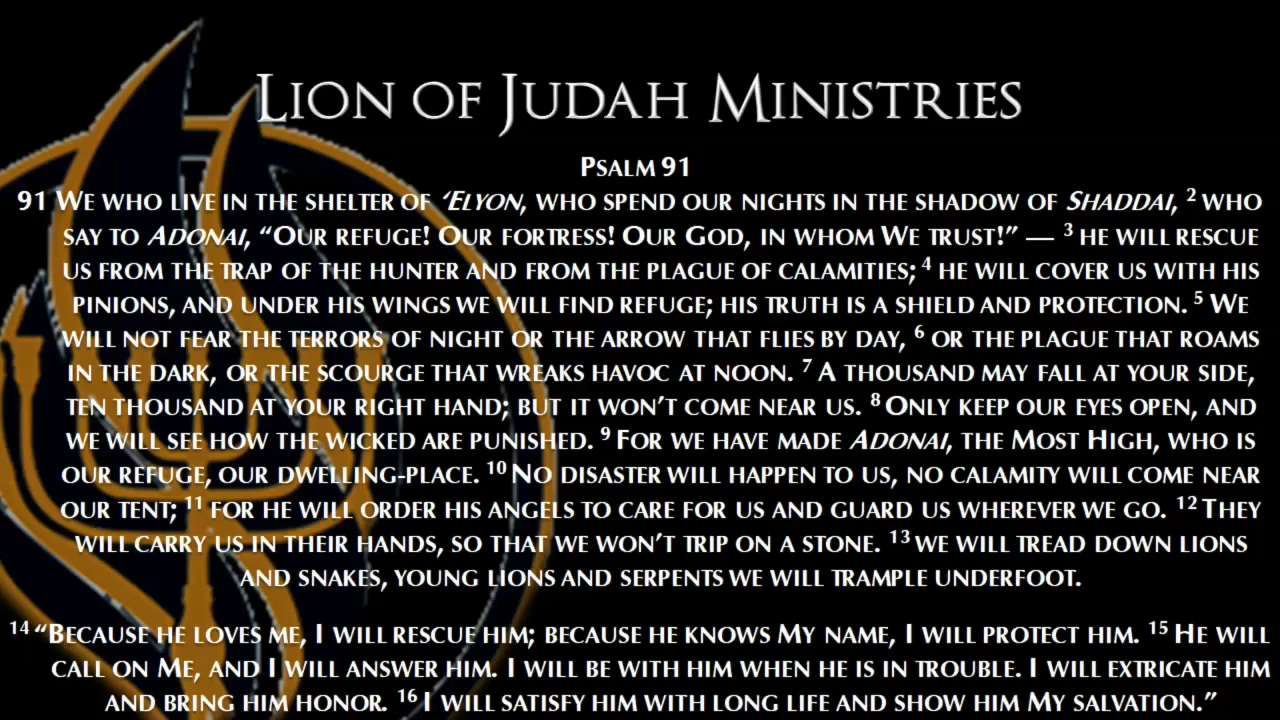 Lion of Judah Ministries
Psalm 91
91 We who live in the shelter of ‘Elyon, who spend our nights in the shadow of Shaddai, 2 who
say to Adonai, “Our refuge! Our fortress! Our God, in whom We trust!” — 3 he will rescue
us from the trap of the hunter and from the plague of calamities; 4 he will cover us with his
pinions, and under his wings we will find refuge; his truth is a shield and protection. 5 We
will not fear the terrors of night or the arrow that flies by day, 6 or the plague that roams
in the dark, or the scourge that wreaks havoc at noon. 7 A thousand may fall at your side,
ten thousand at your right hand; but it won’t come near us. 8 Only keep our eyes open, and
we will see how the wicked are punished. 9 For we have made Adonai, the Most High, who is
our refuge, our dwelling-place. 10 No disaster will happen to us, no calamity will come near
our tent; 11 for he will order his angels to care for us and guard us wherever we go. 12 They
will carry us in their hands, so that we won’t trip on a stone. 13 we will tread down lions
and snakes, young lions and serpents we will trample underfoot.
14 “Because he loves me, I will rescue him; because he knows My name, I will protect him. 15 He will
call on Me, and I will answer him. I will be with him when he is in trouble. I will extricate him
and bring him honor. 16 I will satisfy him with long life and show him My salvation.”